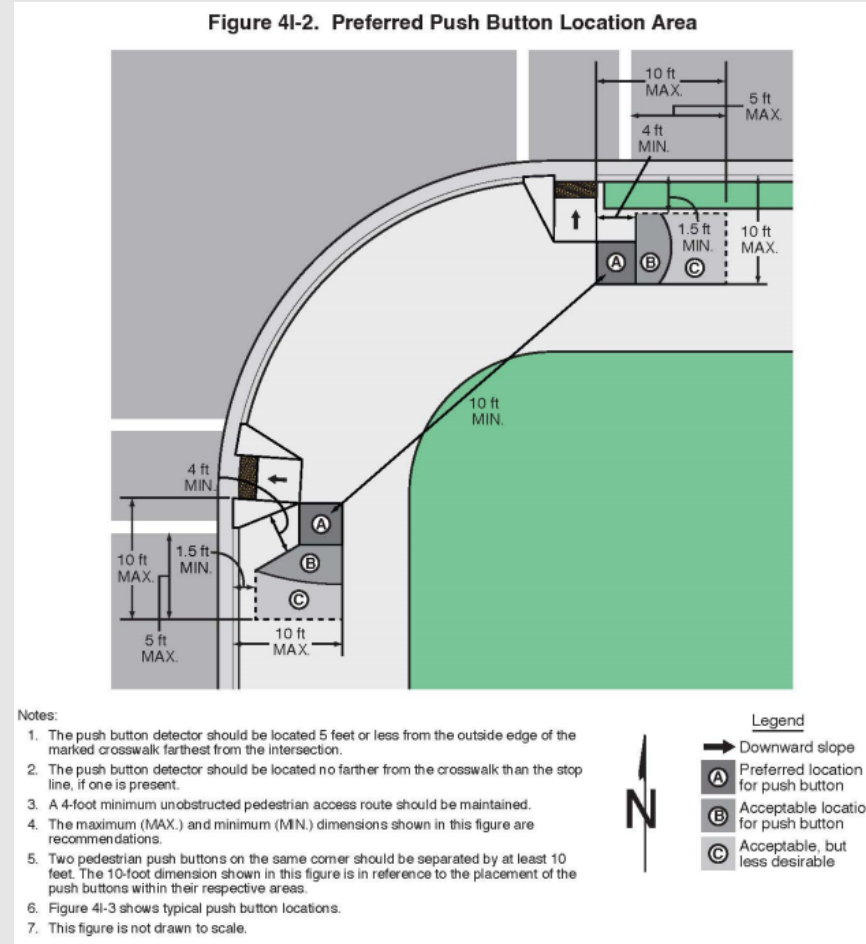 Figure 4I-2. Preferred Push Button Location Area
10 ft
MAX.
5 ft
MAX.
4 ft
MIN.
1.5 ft
MIN.
10 ft
MAX.
A
B
C
10 ft
MIN.
4 ft
MIN.
A
1.5 ft
MIN.
B
10 ft
MAX.
C
5 ft
MAX.
10 ft
MAX.
Notes:
1. The push button detector should be located 5 feet or less from the outside edge of the
marked crosswalk farthest from the intersection.
2. The push button detector should be located no farther from the crosswalk than the stop
line, if one is present.
3. A 4-foot minimum unobstructed pedestrian access route should be maintained.
4. The maximum (MAX.) and minimum (MIN.) dimensions shown in this figure are
recommendations.
5. Two pedestrian push buttons on the same corner should be separated by at least 10
feet. The 10-foot dimension shown in this figure is in reference to the placement of the
push buttons within their respective areas.
6. Figure 4I-3 shows typical push button locations.
7. This figure is not drawn to scale.
N
Legend
Downward slope
A Preferred location
for push button
B Acceptable locatio
for push button
C Acceptable, but
less desirable